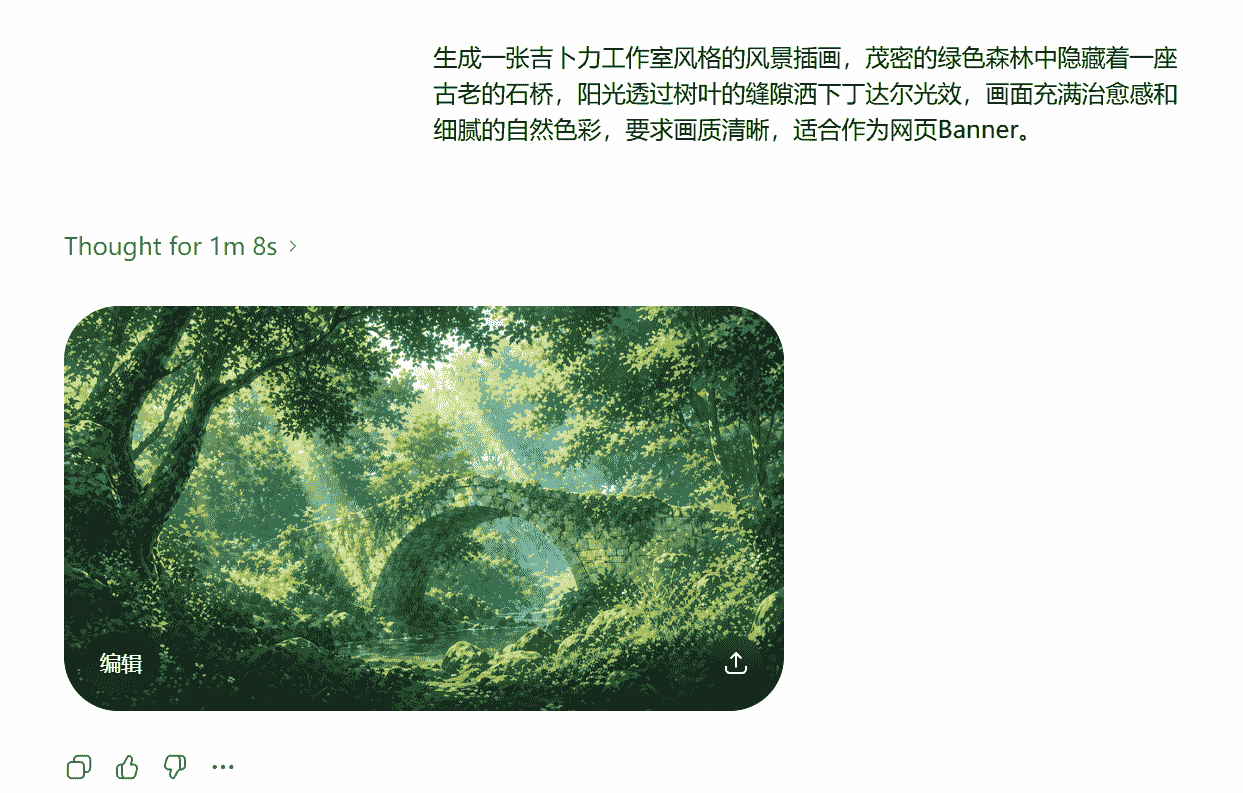 生成一张吉卜力工作室风格的风景插画，茂密的绿色森林中隐藏着一座
古老的石桥，阳光透过树叶的缝隙洒下丁达尔光效，画面充满治愈感和
细腻的自然色彩，要求画质清晰，适合作为网页Banner。
Thought for 1m 8s
编辑